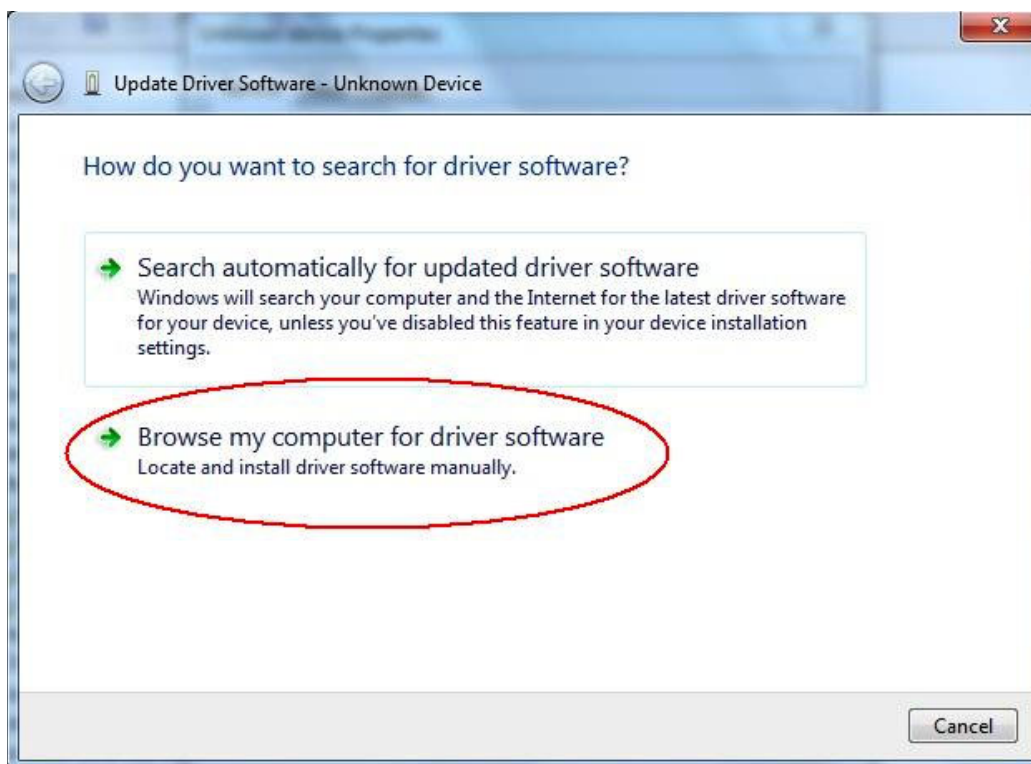 Update Driver Software - Unknown Device
How do you want to search for driver software?
Search automatically for updated driver software
Windows will search your computer and the Internet for the latest driver software
for your device, unless you've disabled this feature in your device installation
settings.
Browse my computer for driver software
Locate and install driver software manually.
Cancel